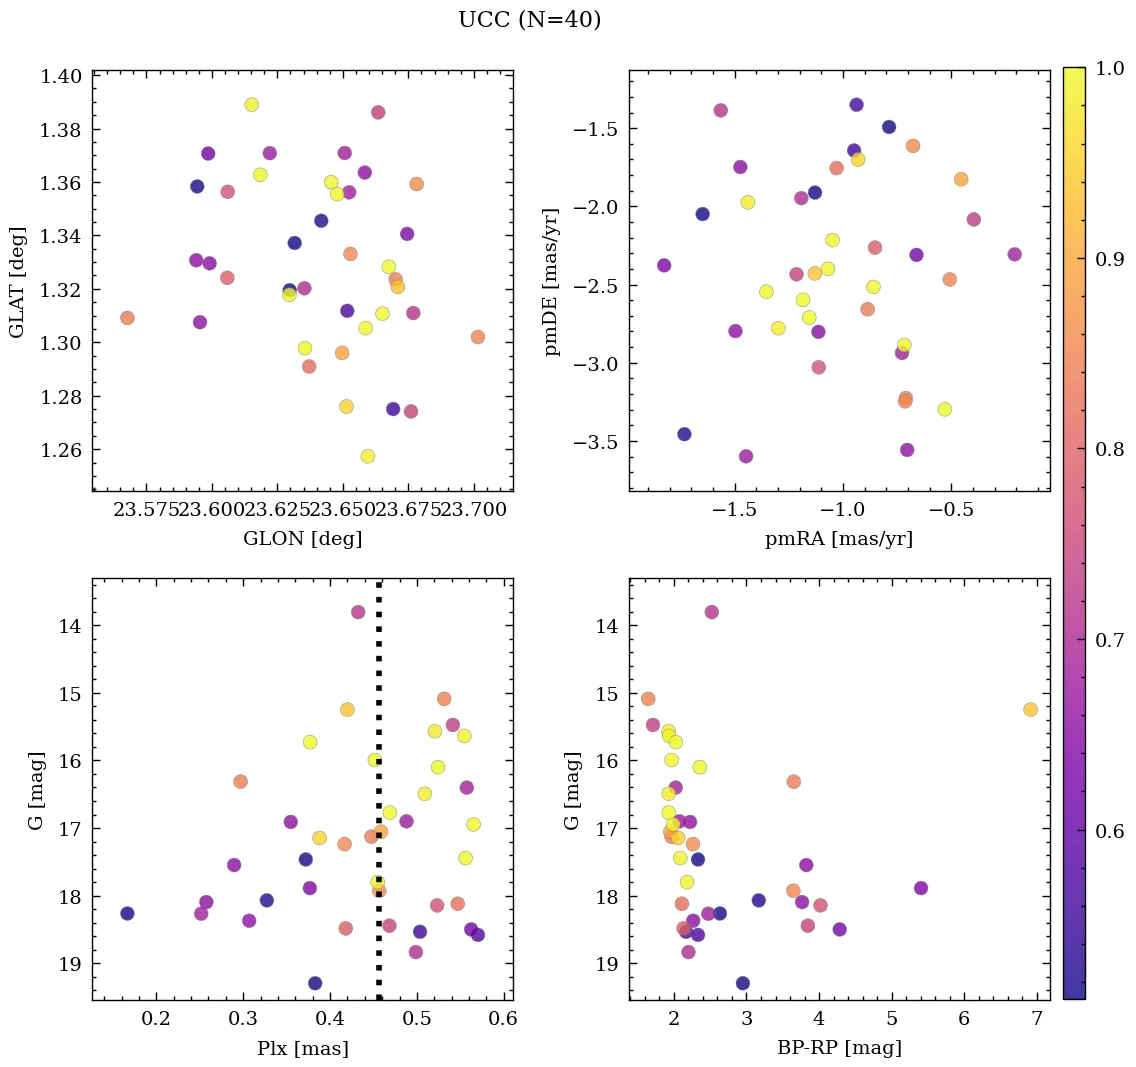 UCC (N=40)
1.40
1.38
1.36
1.34
1.32
1.30
1.28
1.26
GLAT [deg]
23.575 23.600 23.625 23.650 23.675 23.700
GLON [deg]
−1.5
−2.0
−2.5
−3.0
−3.5
pmDE [mas/yr]
−1.5 −1.0 −0.5
pmRA [mas/yr]
1.0
0.9
0.8
0.7
0.6
14
15
16
17
18
19
G [mag]
0.2 0.3 0.4 0.5 0.6
Plx [mas]
14
15
16
17
18
19
G [mag]
2 3 4 5 6 7
BP-RP [mag]